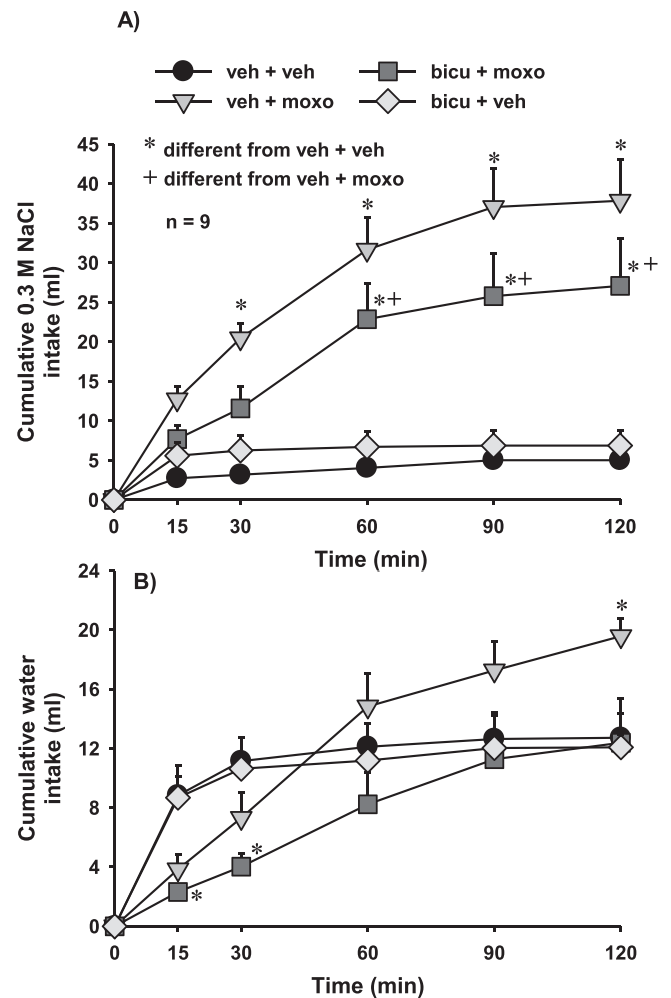 A)
veh + veh
bicu + moxo
veh + moxo
bicu + veh
* different from veh + veh
+ different from veh + moxo
n = 9
Cumulative 0.3 M NaCl
intake (ml)
45
40
35
30
25
20
15
10
5
0
*
*
*
*
*+
*+
*+
0
15
30
60
90
120
Time (min)
B)
Cumulative water
intake (ml)
24
20
16
12
8
4
0
*
*
*
0
15
30
60
90
120
Time (min)